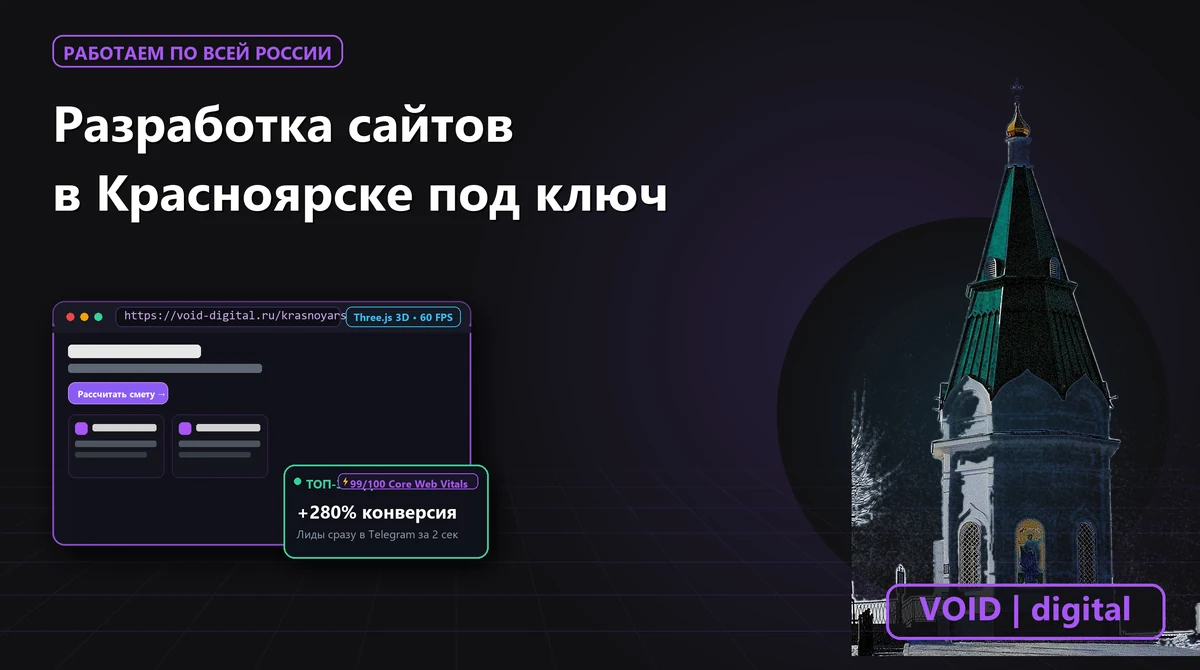 РАБОТАЕМ ПО ВСЕЙ РОССИИ
Разработка сайтов
в Красноярске под ключ
https://void-digital.ru/krasnoyars
Three.js 3D • 60 FPS
Рассчитать смету →
ТОП-
99/100 Core Web Vitals
+280% конверсия
Лиды сразу в Telegram за 2 сек
VOID | digital